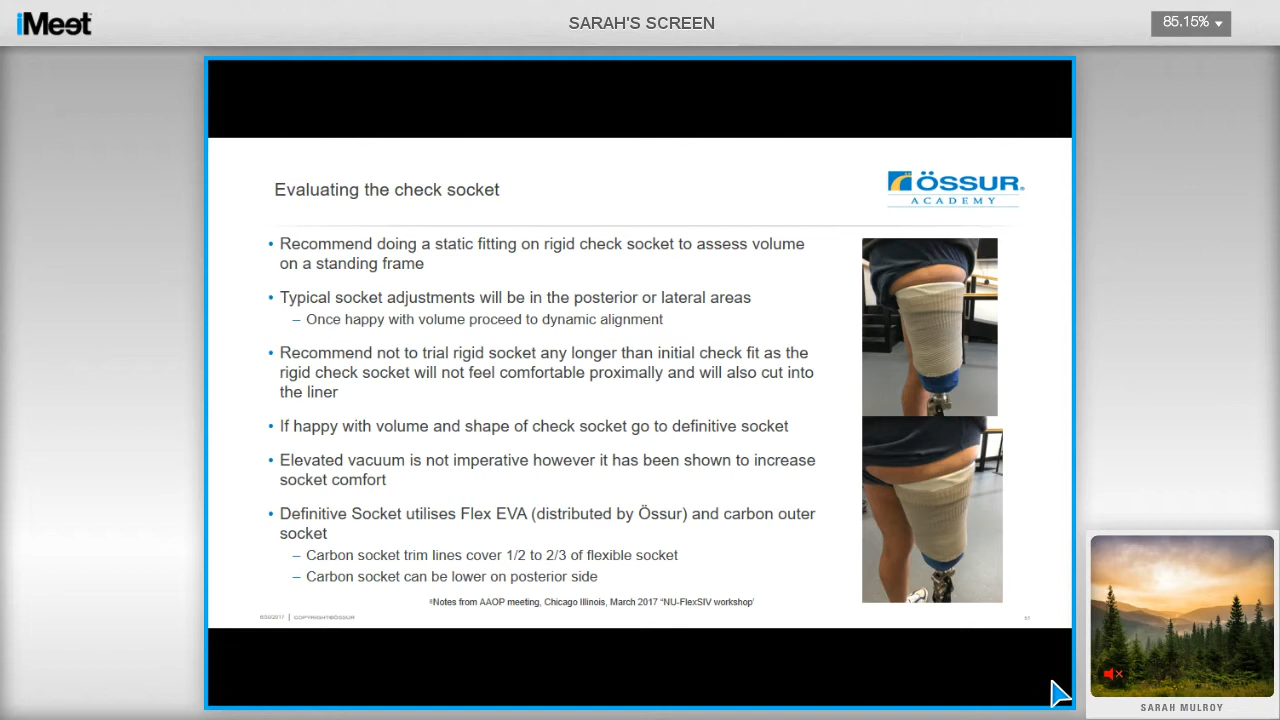 iMeet
SARAH'S SCREEN
85.15%
Evaluating the check socket
ÖSSUR®
ACADEMY
• Recommend doing a static fitting on rigid check socket to assess volume
on a standing frame
• Typical socket adjustments will be in the posterior or lateral areas
– Once happy with volume proceed to dynamic alignment
• Recommend not to trial rigid socket any longer than initial check fit as the
rigid check socket will not feel comfortable proximally and will also cut into
the liner
• If happy with volume and shape of check socket go to definitive socket
• Elevated vacuum is not imperative however it has been shown to increase
socket comfort
• Definitive Socket utilises Flex EVA (distributed by Össur) and carbon outer
socket
– Carbon socket trim lines cover 1/2 to 2/3 of flexible socket
– Carbon socket can be lower on posterior side
Notes from AAOP meeting, Chicago Illinois, March 2017 “NU-FlexSIV workshop’
COPYRIGHT©ÖSSUR
SARAH MULROY